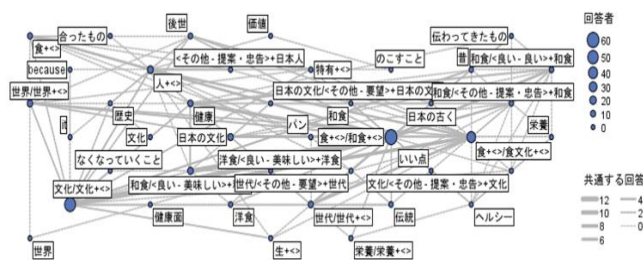 合ったもの
後世
価値
伝わってきたもの
食+<>
<その他 - 提案・忠告>+日本人
のこすこと
昔
because
人+<>
特有+<>
和食/<良い - 良い>+和食
世界/世界+<>
日本の文化/<その他 - 要望>+日本の文
和食/<その他 - 提案・忠告>+和食
歴史
健康
和食
日本の古く
文化
日本の文化
パン
食+<>/和食+<>
栄養
なくなっていくこと
洋食/<良い - 美味しい>+洋食
いい点
食+<>/食文化+<>
文化/文化+<>
和食/<良い - 美味しい>+
世代/<その他 - 要望>+世代
文化/<その他 - 提案・忠告>+文化
健康面
洋食
世代/世代+<>
伝統
ヘルシー
世界
生+<>
栄養/栄養+<>
回答者
60
50
40
30
20
10
0
共通する回答
12
10
8
6
4
2
0